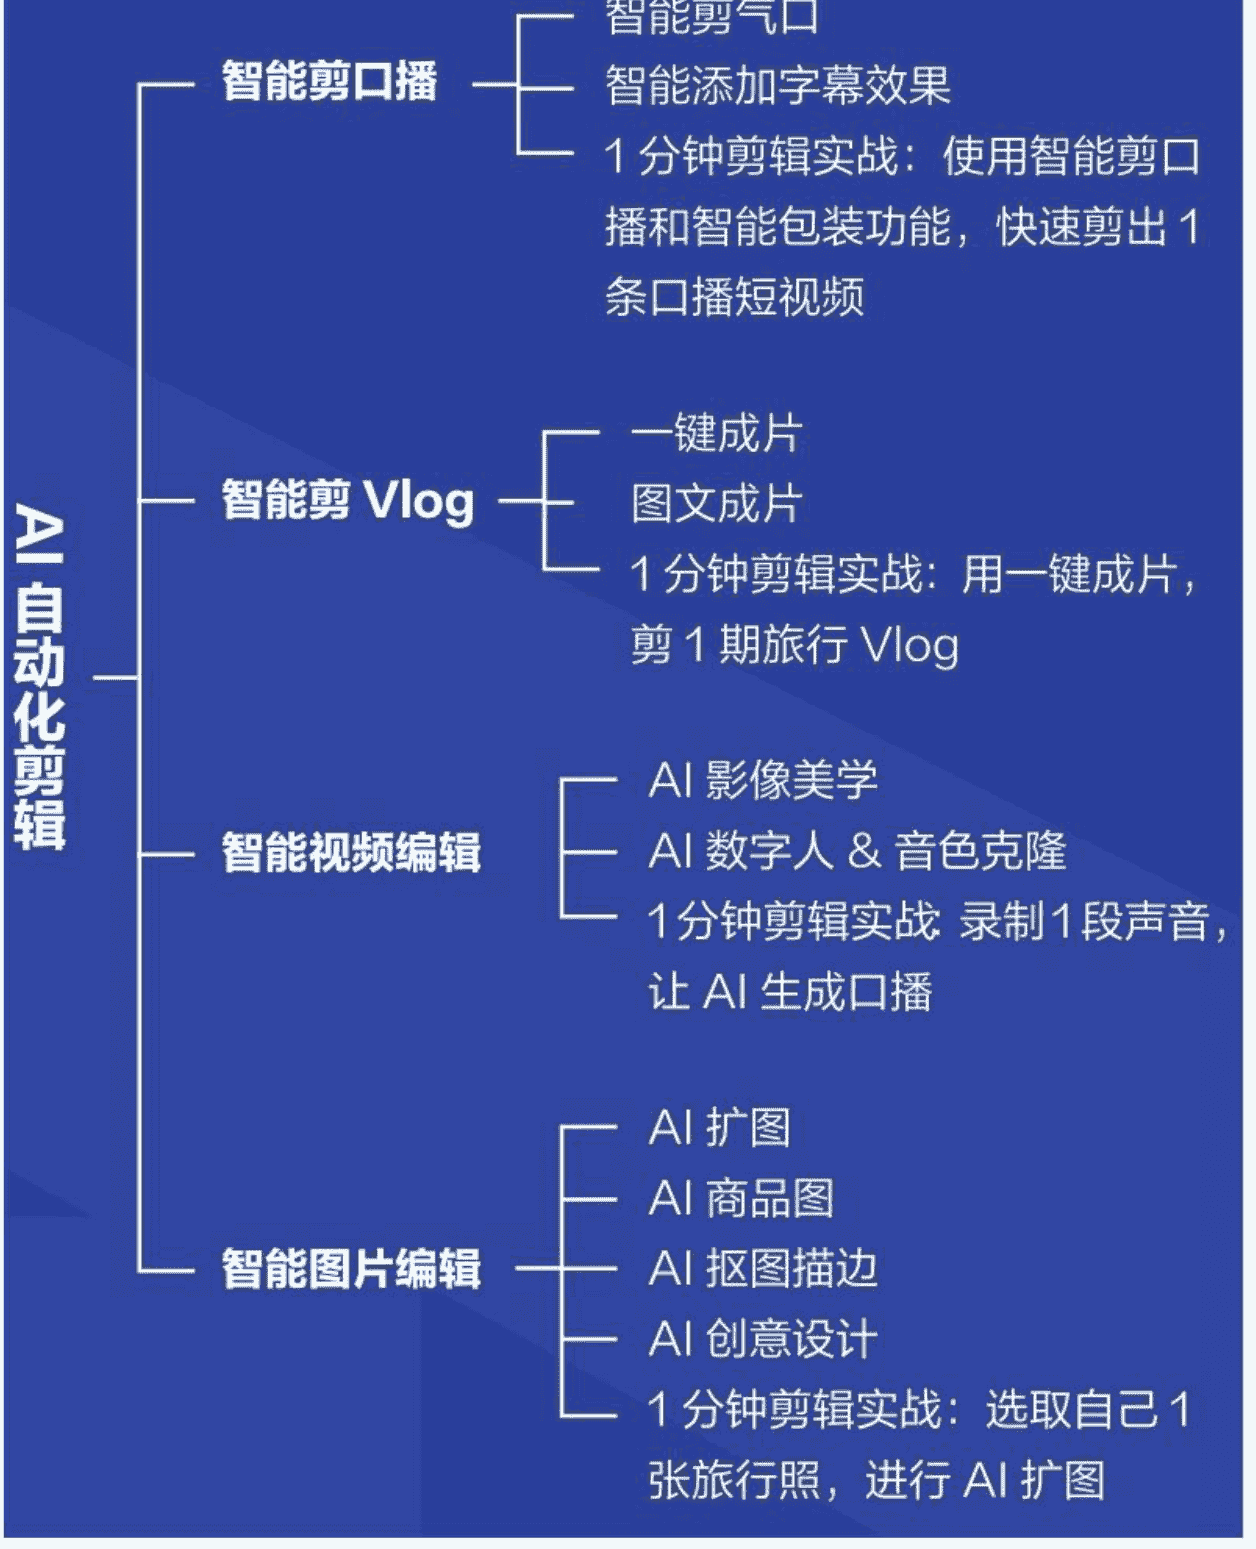 AI 自动化剪辑
智能剪口播
智能剪气口
智能添加字幕效果
1 分钟剪辑实战：使用智能剪口
播和智能包装功能，快速剪出 1
条口播短视频
智能剪 Vlog
一键成片
图文成片
1 分钟剪辑实战：用一键成片，
剪 1 期旅行 Vlog
智能视频编辑
AI 影像美学
AI 数字人 & 音色克隆
1分钟剪辑实战：录制1段声音，
让 AI 生成口播
智能图片编辑
AI 扩图
AI 商品图
AI 抠图描边
AI 创意设计
1 分钟剪辑实战：选取自己 1
张旅行照，进行 AI 扩图